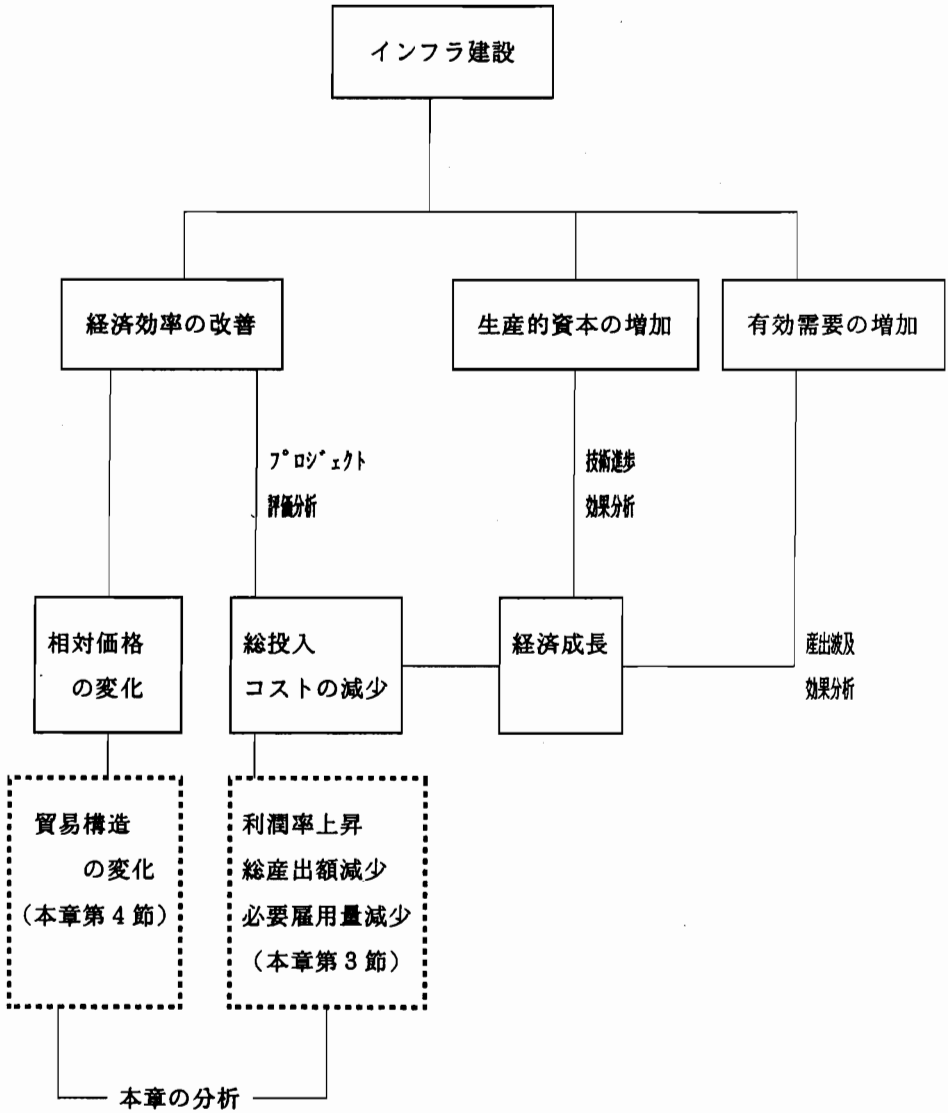 インフラ建設
経済効率の改善
生産的資本の増加
有効需要の増加
プロジェクト
評価分析
技術進歩
効果分析
相対価格
の変化
総投入
コストの減少
経済成長
産出波及
効果分析
貿易構造
の変化
（本章第4節）
利潤率上昇
総産出額減少
必要雇用量減少
（本章第3節）
本章の分析